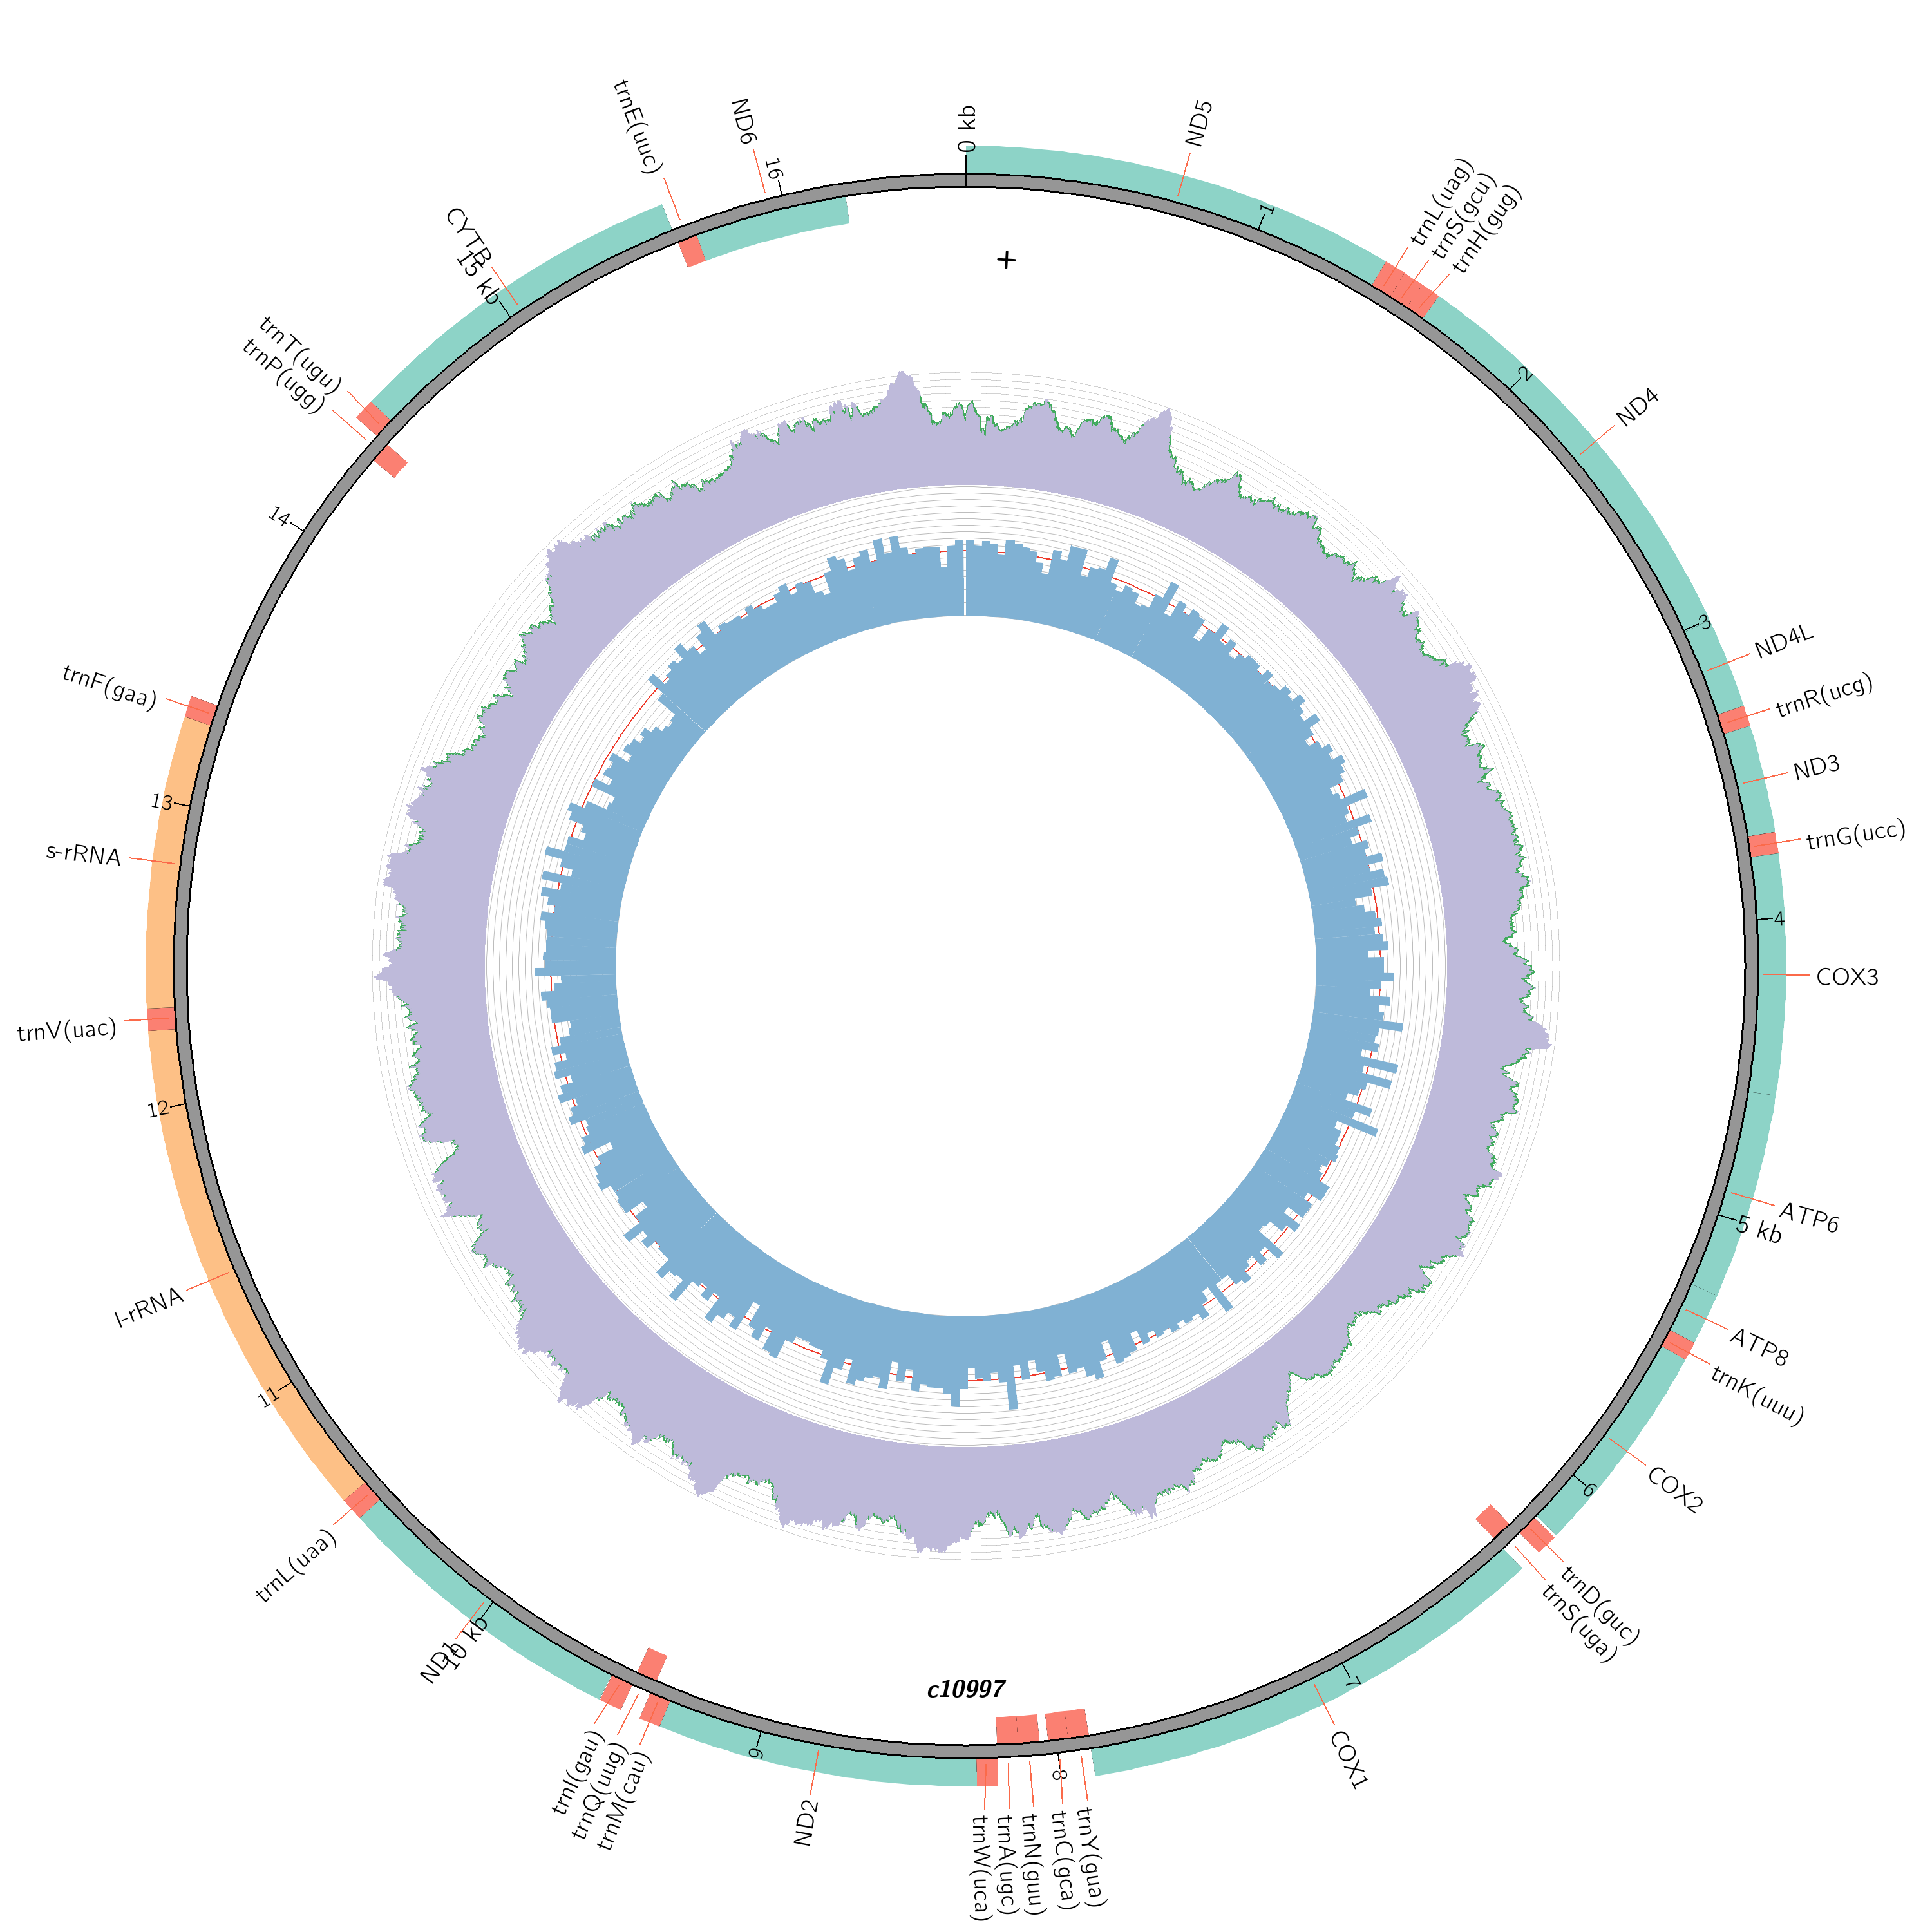 0 kb
ND5
1
trnL(uag)
trnS(gcu)
trnH(gug)
2
ND4
3
ND4L
trnR(ucg)
ND3
trnG(ucc)
4
COX3
ATP6
5 kb
ATP8
trnK(uuu)
COX2
6
trnD(guc)
trnS(uga)
7
COX1
trnY(gua)
8
trnC(gca)
trnN(guu)
trnA(ugc)
trnW(uca)
c10997
ND2
9
trnM(cau)
trnQ(uug)
trnI(gau)
10 kb
ND1
trnL(uaa)
11
l-rRNA
12
trnV(uac)
s-rRNA
13
trnF(gaa)
14
trnP(ugg)
trnT(ugu)
15 kb
CYTB
trnE(uuc)
ND6
16
+